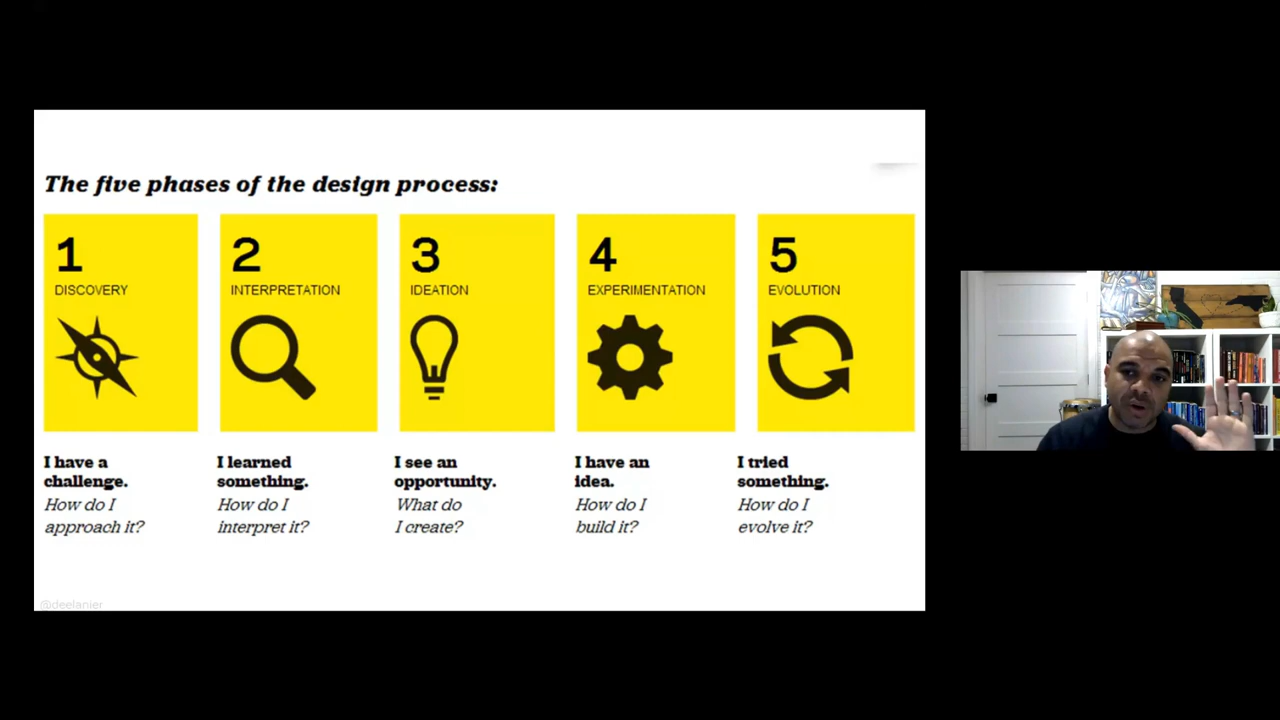 The five phases of the design process:
1
DISCOVERY
2
INTERPRETATION
3
IDEATION
4
EXPERIMENTATION
5
EVOLUTION
I have a
challenge.
How do I
approach it?
I learned
something.
How do I
interpret it?
I see an
opportunity.
What do
I create?
I have an
idea.
How do I
build it?
I tried
something.
How do I
evolve it?
@deelanier